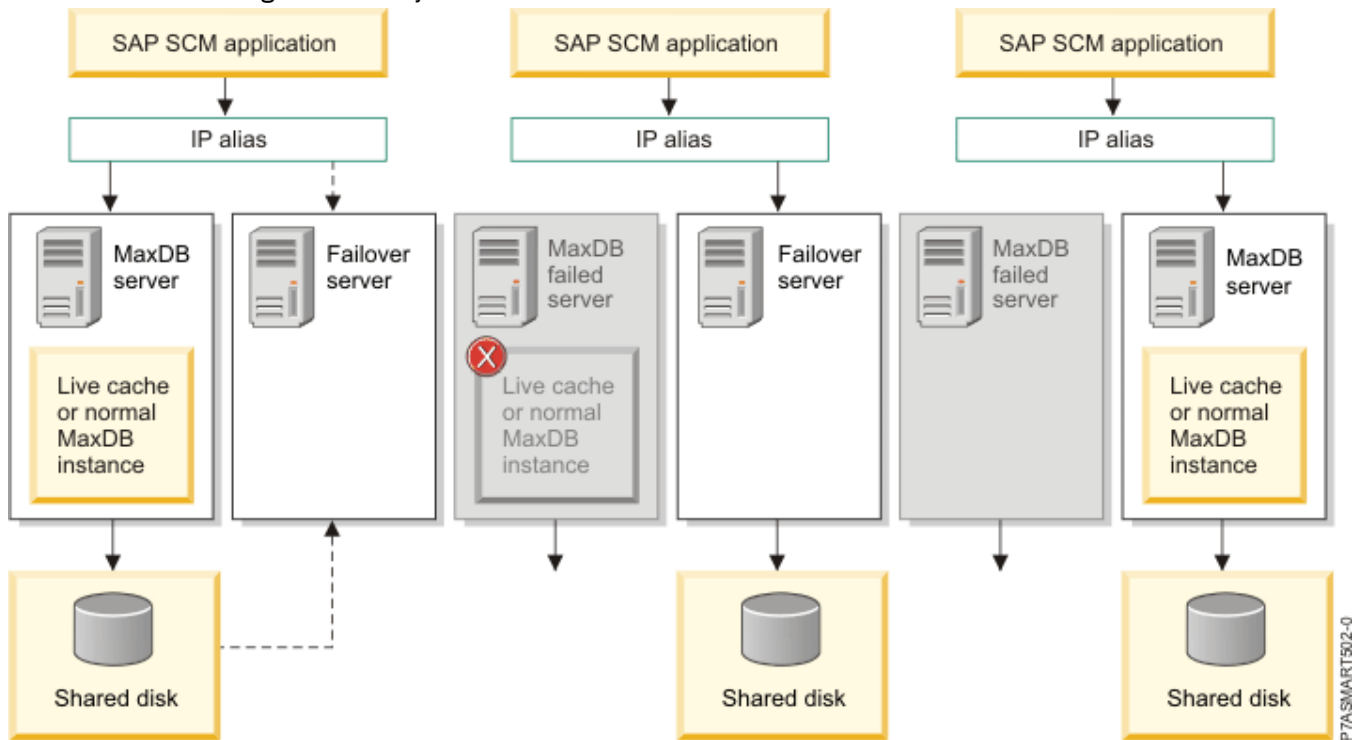 SAP SCM application
SAP SCM application
SAP SCM application
IP alias
IP alias
IP alias
MaxDB
server
Failover
server
MaxDB
failed
server
Failover
server
MaxDB
failed
server
MaxDB
server
Live cache
or normal
MaxDB
instance
X
Live cache
or normal
MaxDB
instance
Live cache
or normal
MaxDB
instance
Shared disk
Shared disk
Shared disk
P7ASMART502-0